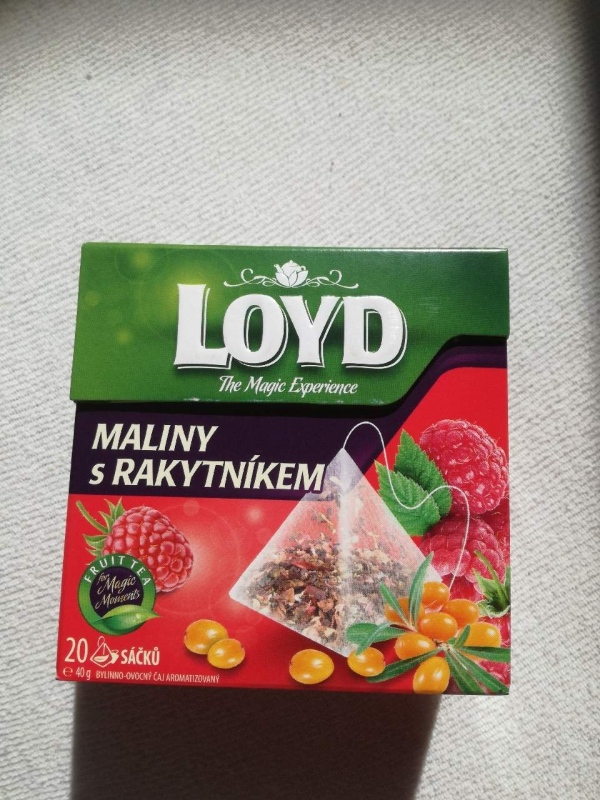 LOYD
The Magic Experience
MALINY
s RAKYTNÍKEM
FRUIT TEA
for Magic
Moments
20 SÁČKŮ
℮ 40 g BYLINNO-OVOCNÝ ČAJ AROMATIZOVANÝ